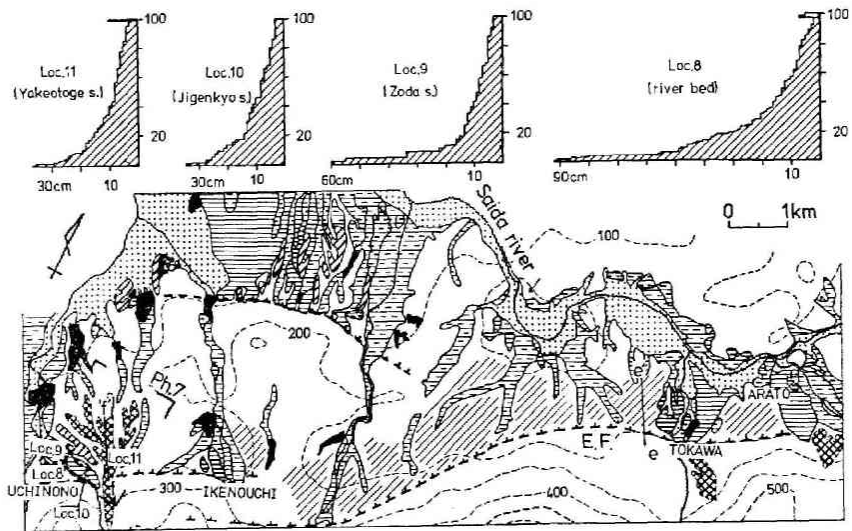 100
20
Loc.11
(Yakeotoge s.)
30cm 10
100
20
Loc.10
(Jigenkyo s.)
30cm 10
100
20
Loc.9
(Zoda s.)
60cm 10
100
20
Loc.8
(river bed)
90cm 10
0 1km
Saida river
100
200
Ph.7
Loc.9
Loc.11
Loc.8
UCHINONO
Loc.10
300
IKENOUCHI
E.F.
e'
e
ARATO
TOKAWA
400
500